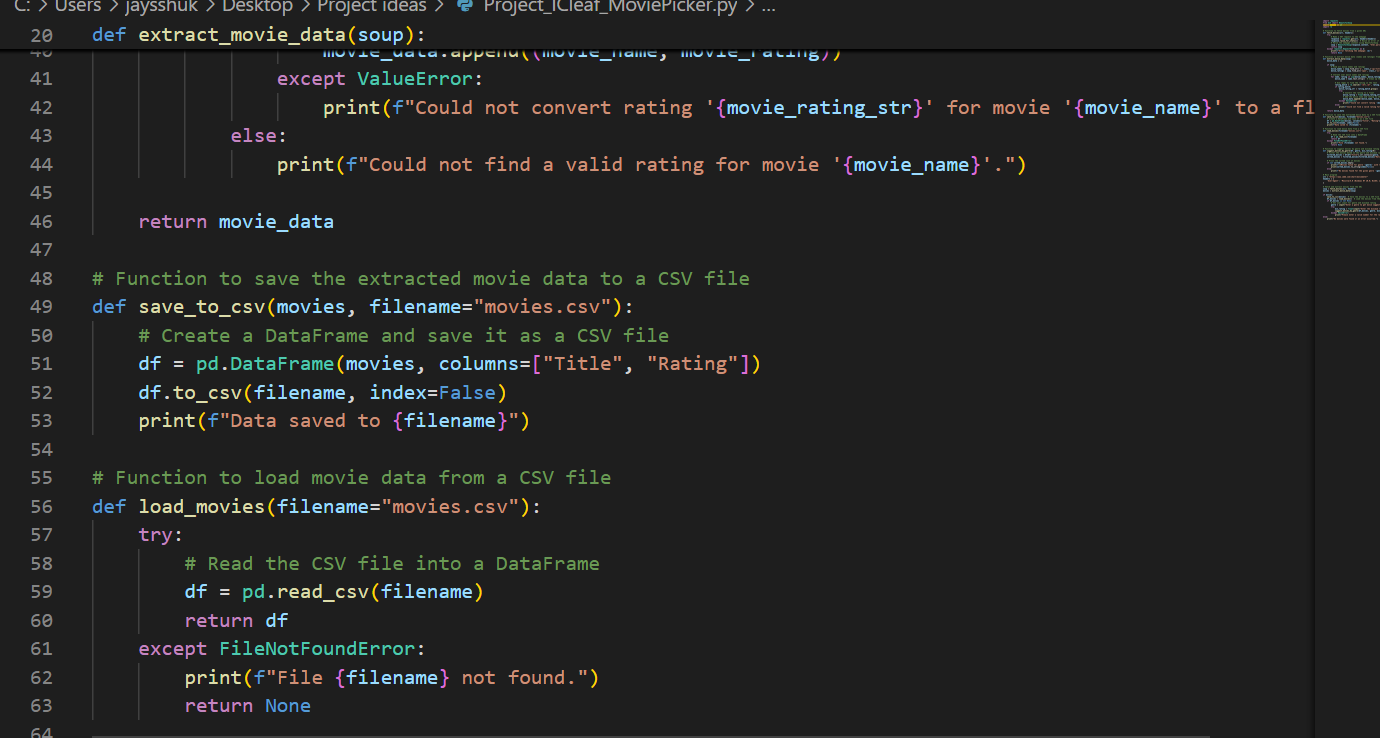 C: > Users > jaysshuk > Desktop > Project ideas > Project_ICleaf_MoviePicker.py > ...
20 def extract_movie_data(soup):
40 movie_data.append((movie_name, movie_rating))
41 except ValueError:
42 print(f"Could not convert rating '{movie_rating_str}' for movie '{movie_name}' to a fl
43 else:
44 print(f"Could not find a valid rating for movie '{movie_name}'.")
45
46 return movie_data
47
48 # Function to save the extracted movie data to a CSV file
49 def save_to_csv(movies, filename="movies.csv"):
50 # Create a DataFrame and save it as a CSV file
51 df = pd.DataFrame(movies, columns=["Title", "Rating"])
52 df.to_csv(filename, index=False)
53 print(f"Data saved to {filename}")
54
55 # Function to load movie data from a CSV file
56 def load_movies(filename="movies.csv"):
57 try:
58 # Read the CSV file into a DataFrame
59 df = pd.read_csv(filename)
60 return df
61 except FileNotFoundError:
62 print(f"File {filename} not found.")
63 return None
64